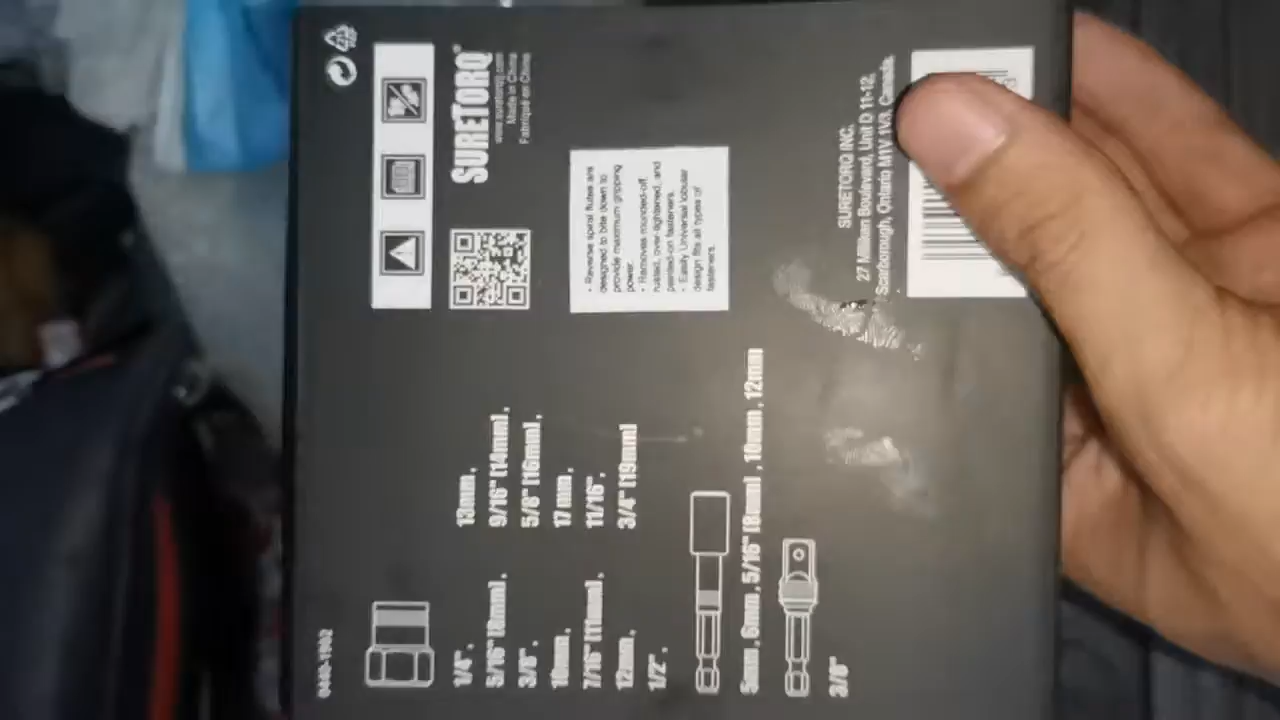 0440-1902
1/4",
5/16" (8mm),
3/8",
10mm,
7/16" (11mm),
12mm,
1/2",
13mm,
9/16" (14mm),
5/8" (16mm),
17mm,
11/16",
3/4" (19mm)
5mm, 6mm, 5/16" (8mm), 10mm, 12mm
3/8"
SURETORQ®
www.suretorq.com
Made in China
Fabriqué en Chine
• Reverse spiral flutes are
designed to bite down to
provide maximum gripping
power.
• Removes rounded-off,
rusted, over-tightened, and
painted-on fasteners.
• Easily Universal lobular
design fits all types of
fasteners.
SURETORQ INC.
27 Milliken Boulevard, Unit D 11-12,
Scarborough, Ontario M1V 1V3, Canada.